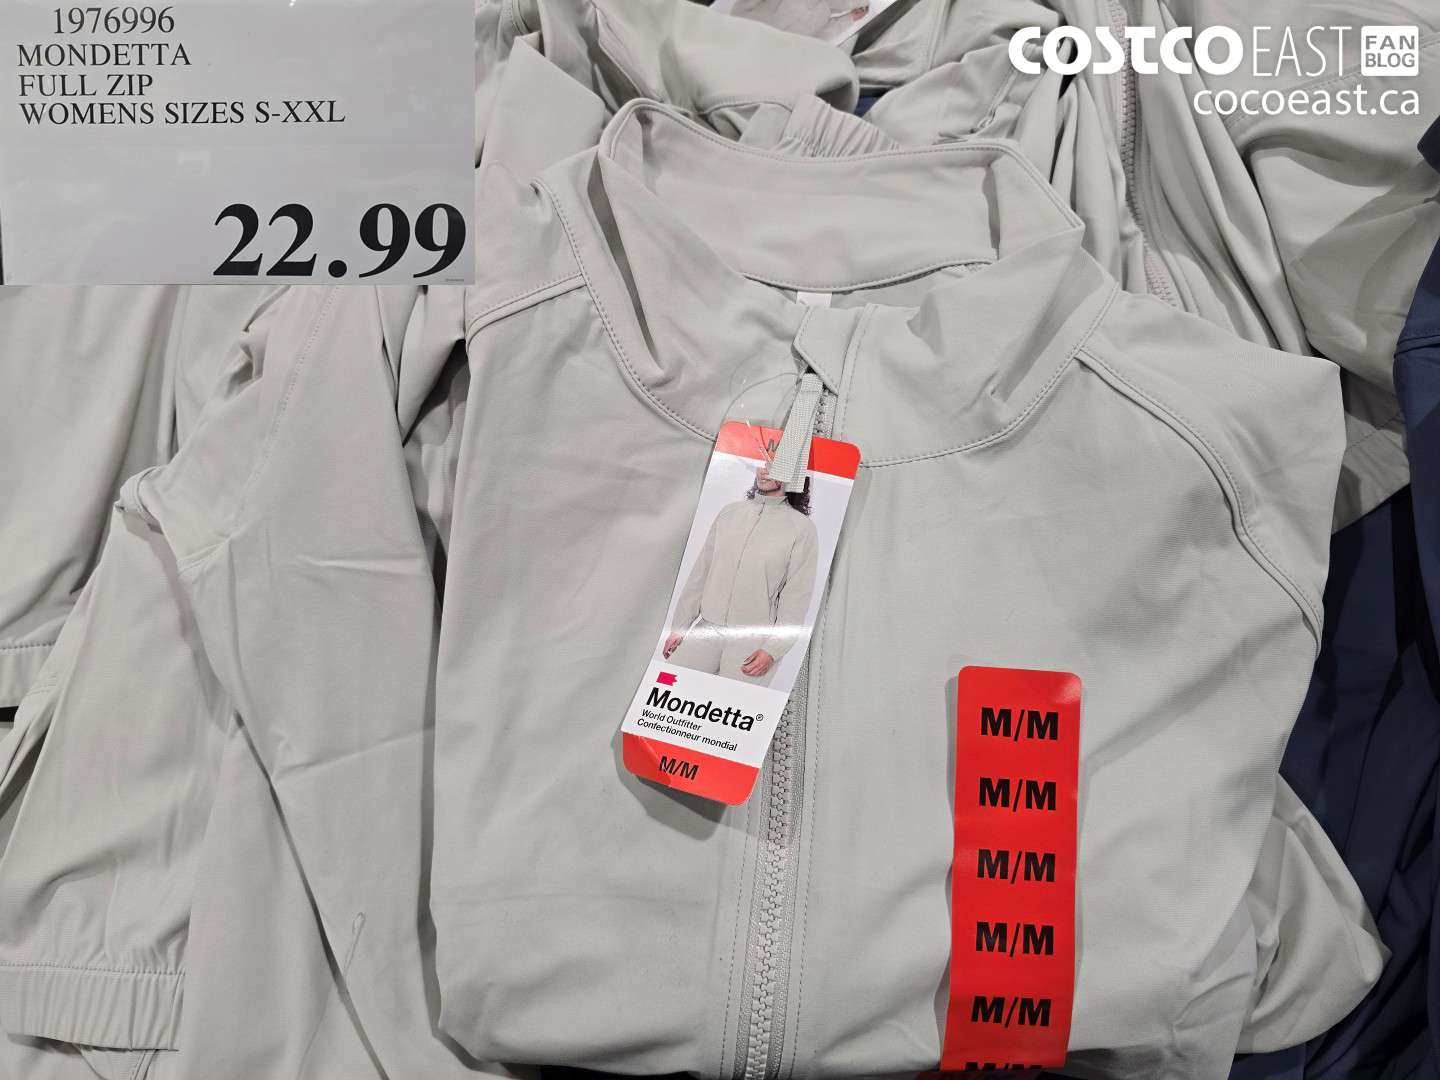 1976996
MONDETTA
FULL ZIP
WOMENS SIZES S-XXL
22.99
COSTCO EAST FAN BLOG
cocoeast.ca
Mondetta®
World Outfitter
Confectionneur mondial
M/M
M/M
M/M
M/M
M/M
M/M
M/M